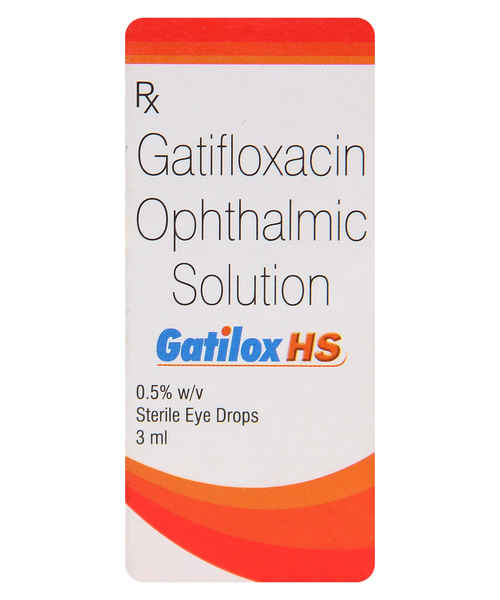 Rx
Gatifloxacin
Ophthalmic
Solution
Gatilox HS
0.5% w/v
Sterile Eye Drops
3 ml